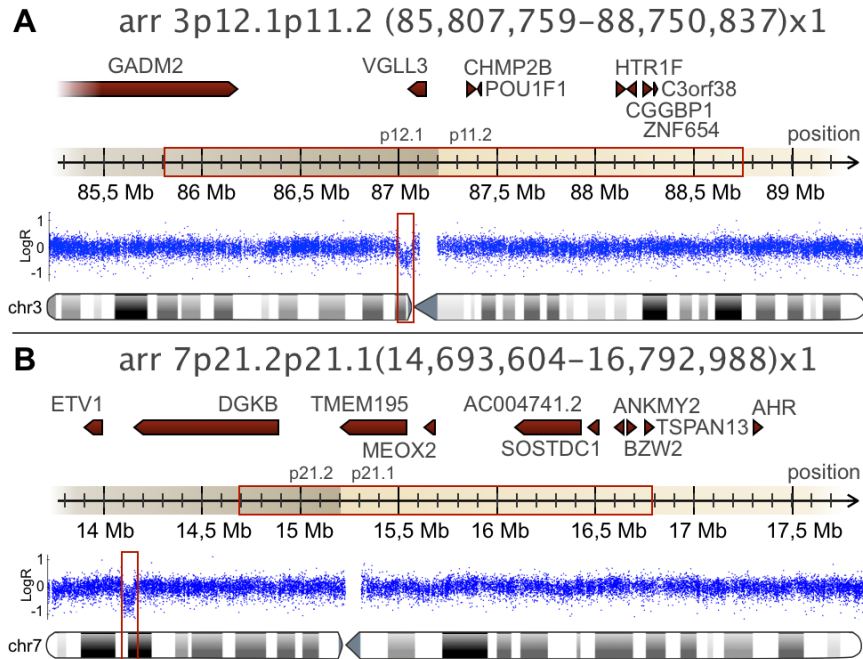 A arr 3p12.1p11.2 (85,807,759–88,750,837)x1
GADM2 VGLL3 CHMP2B HTR1F
POU1F1 C3orf38
CGGBP1
ZNF654
p12.1 p11.2 position
85,5 Mb 86 Mb 86,5 Mb 87 Mb 87,5 Mb 88 Mb 88,5 Mb 89 Mb
LogR 1 0 -1
chr3
B arr 7p21.2p21.1(14,693,604–16,792,988)x1
ETV1 DGKB TMEM195 AC004741.2 ANKMY2 AHR
TSPAN13
MEOX2 SOSTDC1 BZW2
p21.2 p21.1 position
14 Mb 14,5 Mb 15 Mb 15,5 Mb 16 Mb 16,5 Mb 17 Mb 17,5 Mb
LogR 1 0 -1
chr7